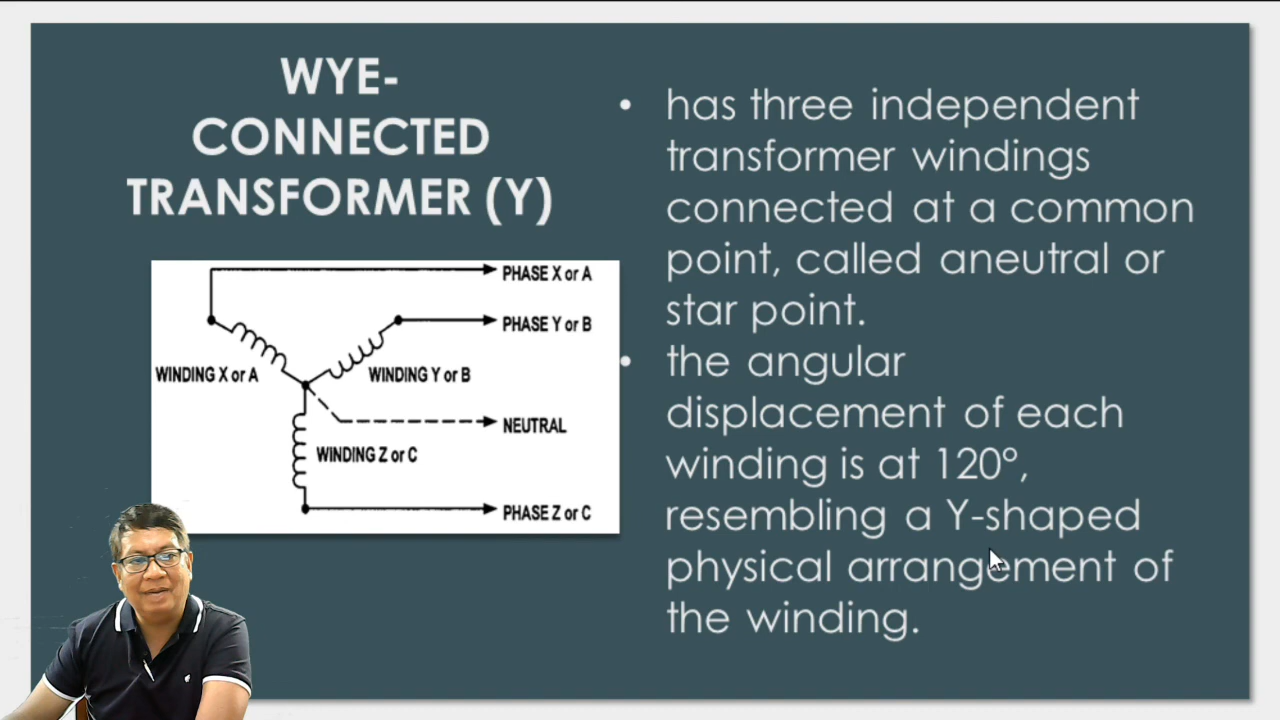 WYE-
CONNECTED
TRANSFORMER (Y)
PHASE X or A
PHASE Y or B
WINDING X or A
WINDING Y or B
NEUTRAL
WINDING Z or C
PHASE Z or C
• has three independent
transformer windings
connected at a common
point, called aneutral or
star point.
• the angular
displacement of each
winding is at 120°,
resembling a Y-shaped
physical arrangement of
the winding.